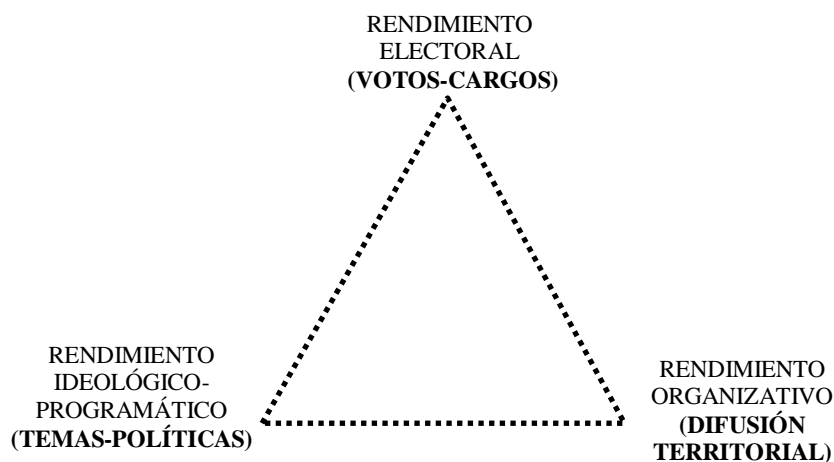 RENDIMIENTO
ELECTORAL
(VOTOS-CARGOS)
RENDIMIENTO
IDEOLÓGICO-
PROGRAMÁTICO
(TEMAS-POLÍTICAS)
RENDIMIENTO
ORGANIZATIVO
(DIFUSIÓN
TERRITORIAL)